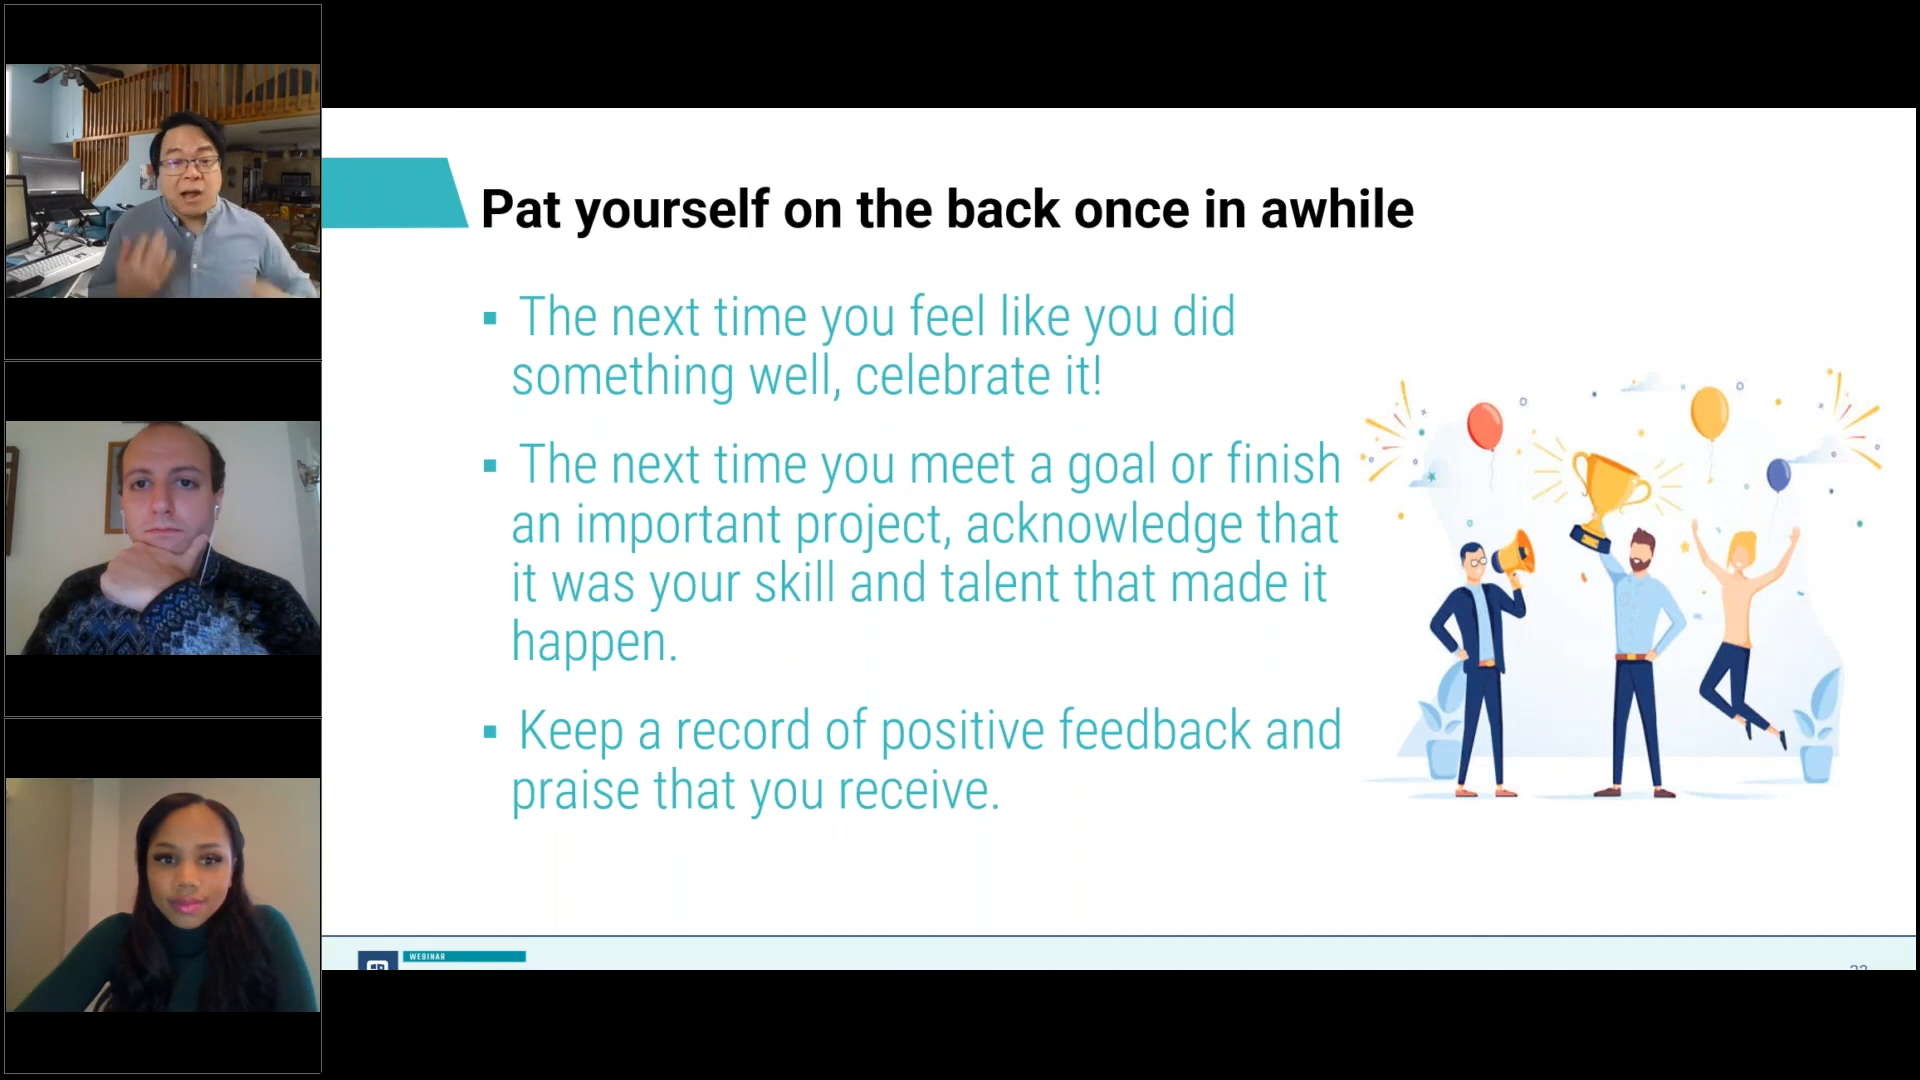 Pat yourself on the back once in awhile
▪ The next time you feel like you did
something well, celebrate it!
▪ The next time you meet a goal or finish
an important project, acknowledge that
it was your skill and talent that made it
happen.
▪ Keep a record of positive feedback and
praise that you receive.
WEBINAR